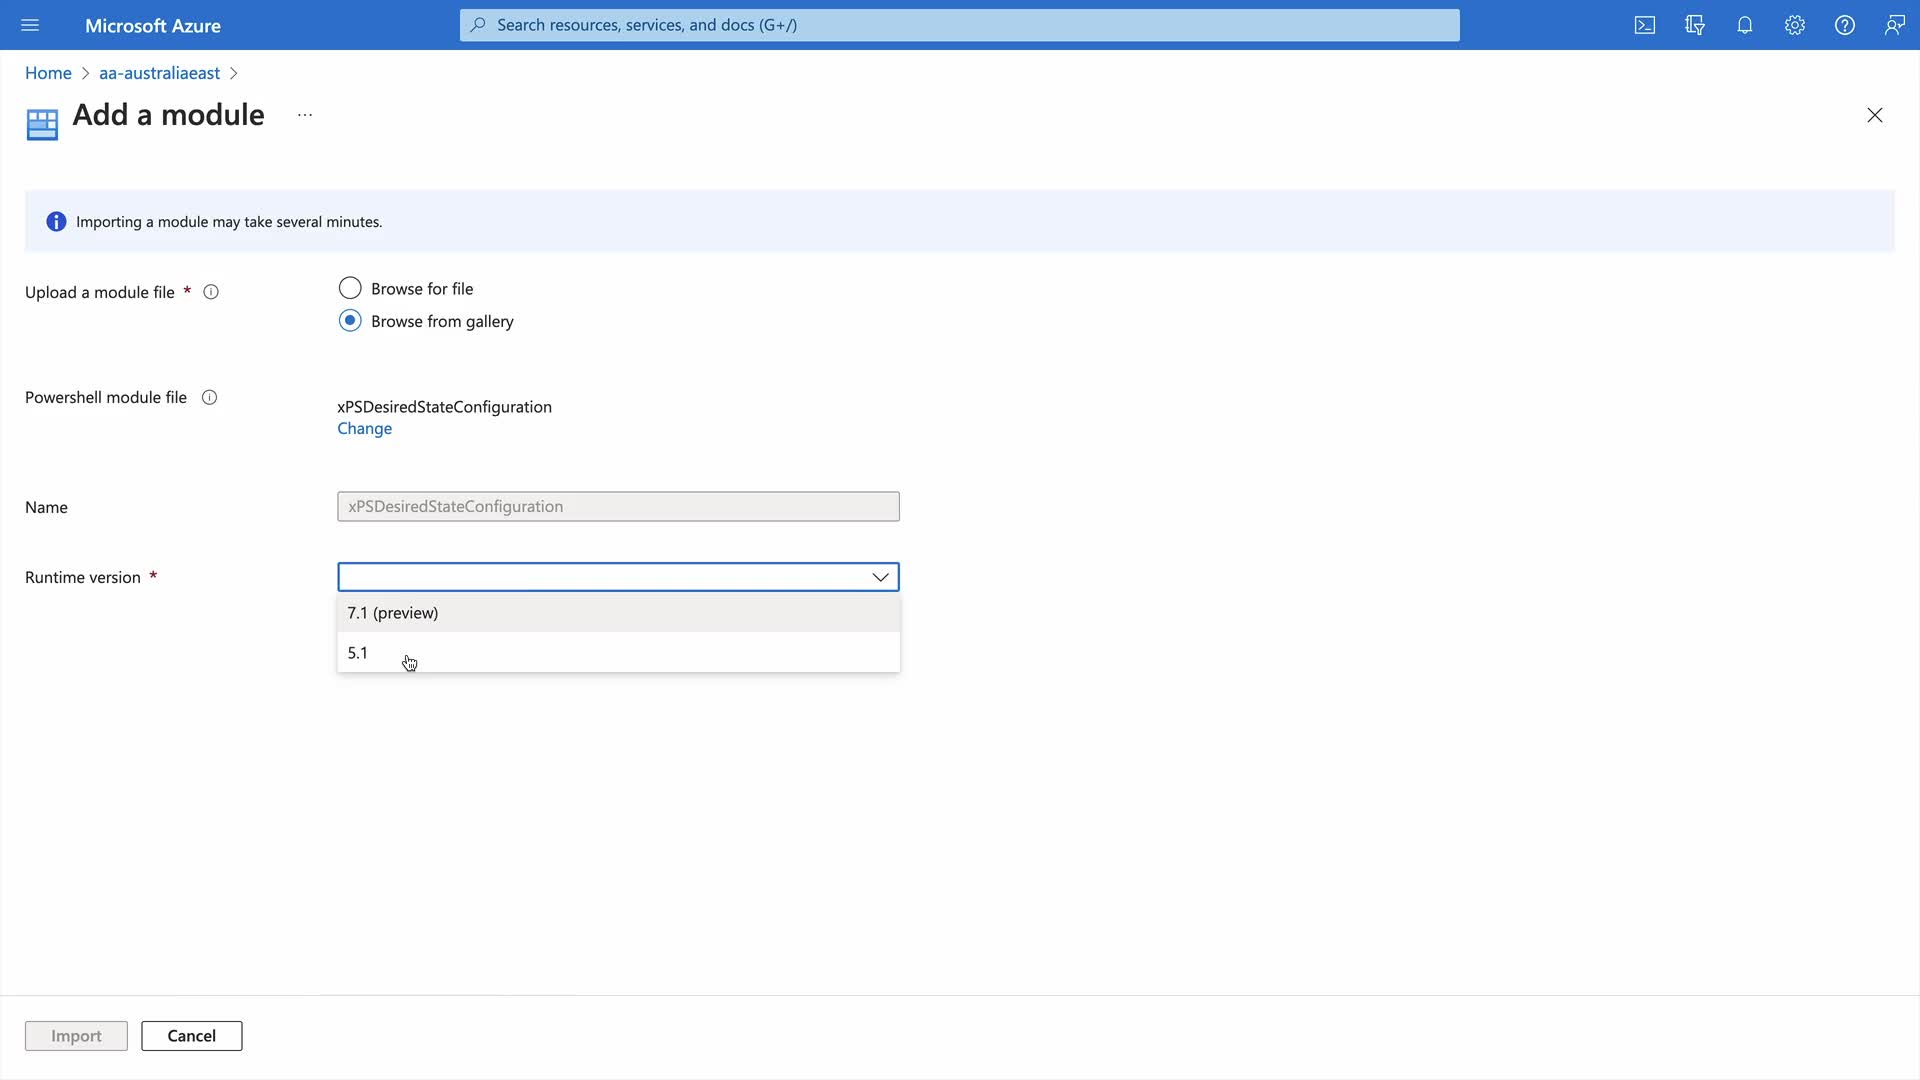 Microsoft Azure
Search resources, services, and docs (G+/)
Home > aa-australiaeast >
Add a module ...
Importing a module may take several minutes.
Upload a module file *
Browse for file
Browse from gallery
Powershell module file
xPSDesiredStateConfiguration
Change
Name
xPSDesiredStateConfiguration
Runtime version *
7.1 (preview)
5.1
Import
Cancel